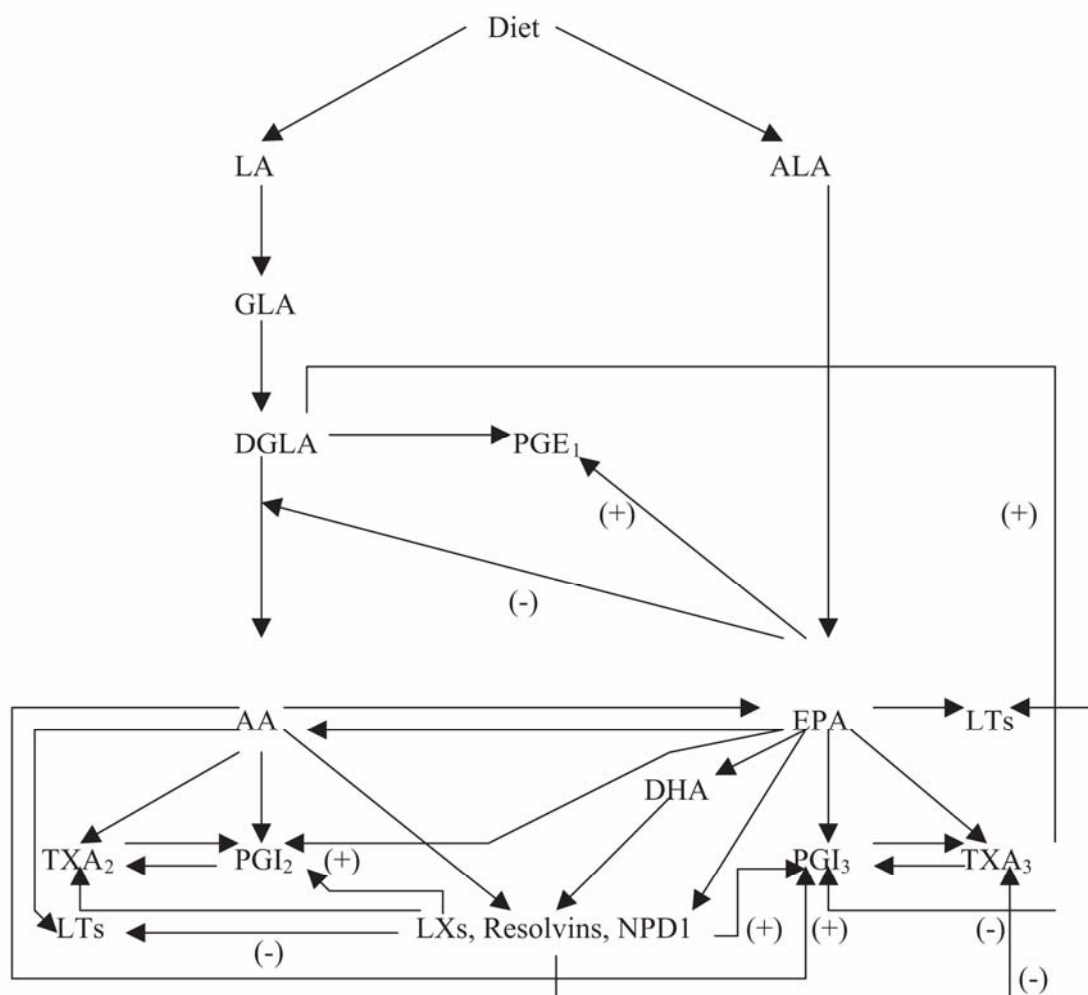 Diet
LA ALA
GLA
DGLA PGE₁
(+) (+)
(-)
AA EPA LTs
DHA
TXA₂ PGI₂ (+) PGI₃ TXA₃
LTs LXs, Resolvins, NPD1 (+) (+) (-)
(-) (-)